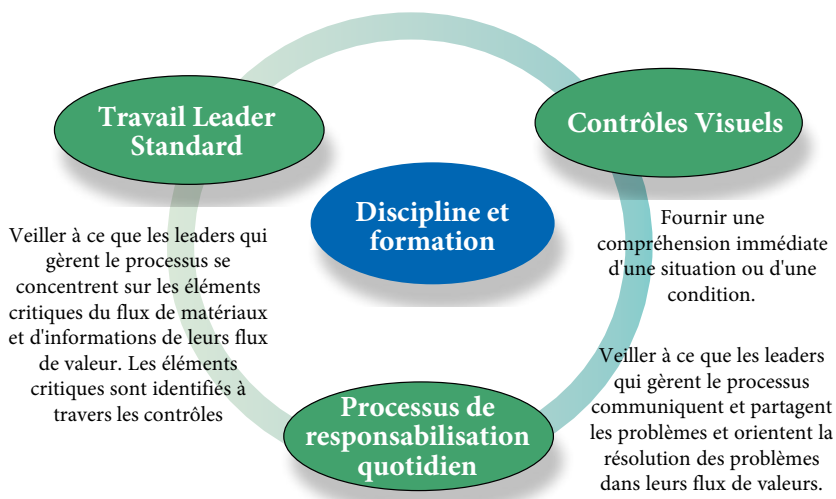 Travail Leader
Standard
Contrôles Visuels
Discipline et
formation
Veiller à ce que les leaders qui
gèrent le processus se
concentrent sur les éléments
critiques du flux de matériaux
et d'informations de leurs flux
de valeur. Les éléments
critiques sont identifiés à
travers les contrôles
Fournir une
compréhension immédiate
d'une situation ou d'une
condition.
Processus de
responsabilisation
quotidien
Veiller à ce que les leaders
qui gèrent le processus
communiquent et partagent
les problèmes et orientent la
résolution des problèmes
dans leurs flux de valeurs.